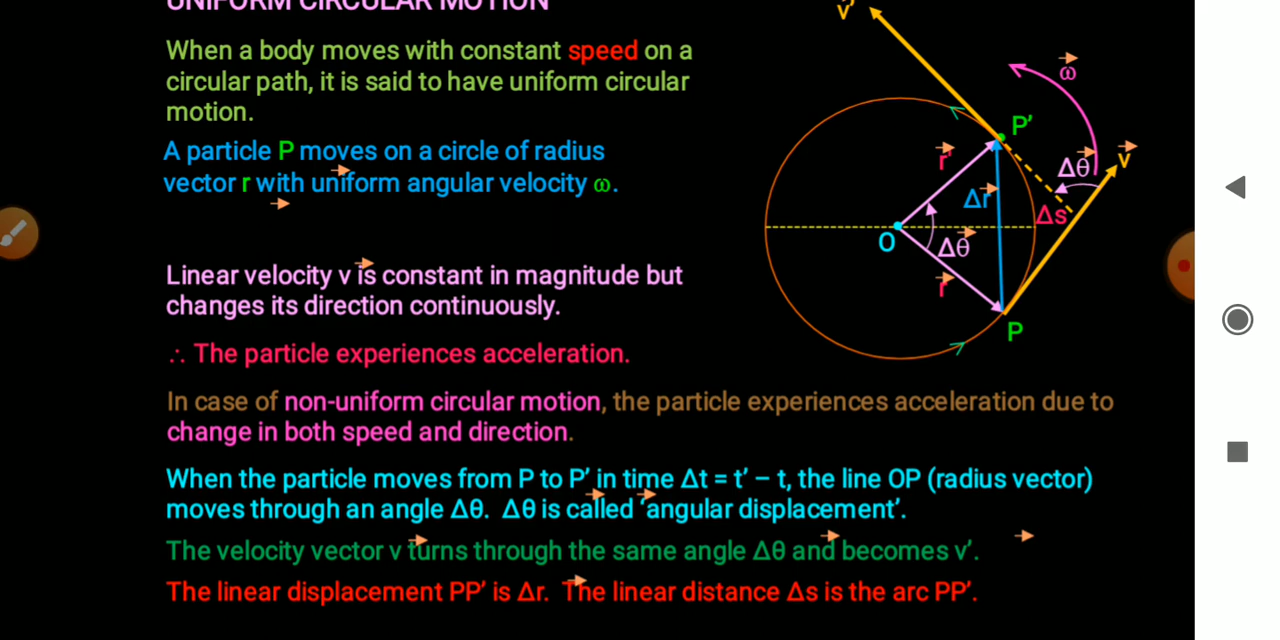 UNIFORM CIRCULAR MOTION
When a body moves with constant speed on a
circular path, it is said to have uniform circular
motion.
A particle P moves on a circle of radius
vector r with uniform angular velocity ω.
Linear velocity v is constant in magnitude but
changes its direction continuously.
∴ The particle experiences acceleration.
In case of non-uniform circular motion, the particle experiences acceleration due to
change in both speed and direction.
When the particle moves from P to P′ in time Δt = t′ – t, the line OP (radius vector)
moves through an angle Δθ. Δθ is called ‘angular displacement’.
The velocity vector v turns through the same angle Δθ and becomes v’.
The linear displacement PP’ is Δr. The linear distance Δs is the arc PP’.
v′
ω
P′
r′
Δθ
v
Δr
Δs
O
Δθ
r
P